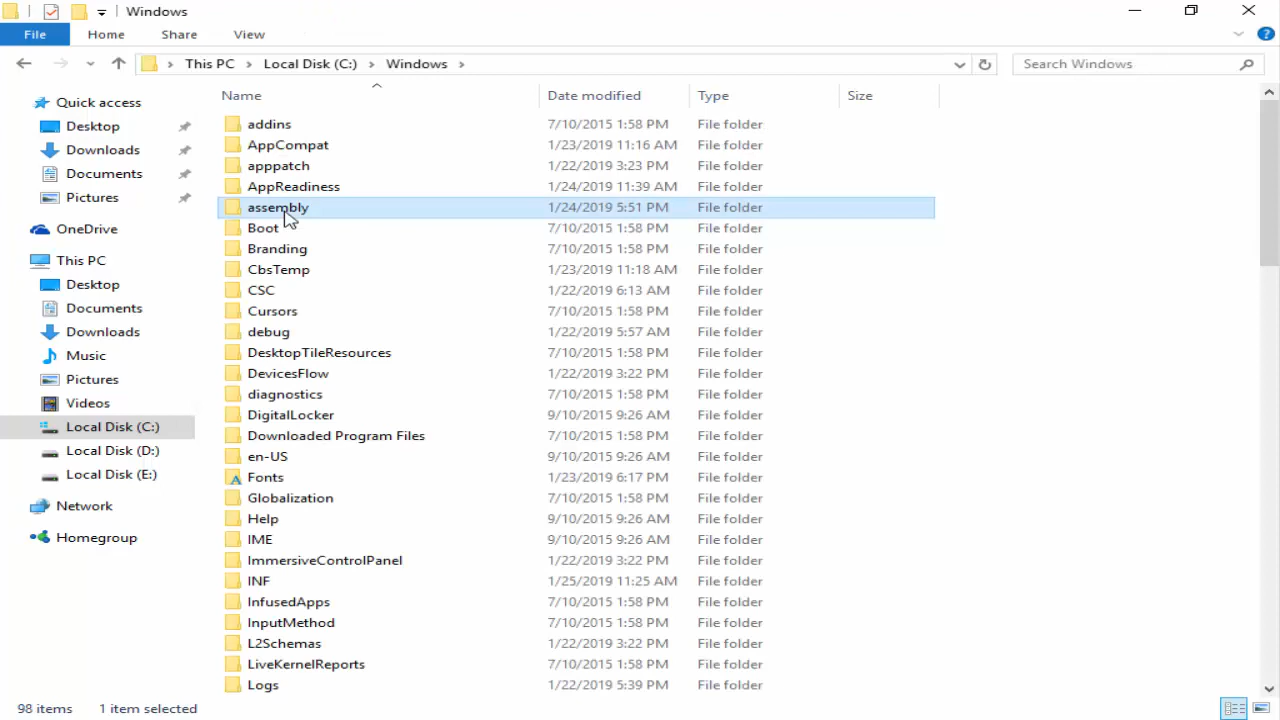 Windows
File Home Share View
This PC Local Disk (C:) Windows Search Windows
Name Date modified Type Size
Quick access
Desktop
Downloads
Documents
Pictures
OneDrive
This PC
Desktop
Documents
Downloads
Music
Pictures
Videos
Local Disk (C:)
Local Disk (D:)
Local Disk (E:)
Network
Homegroup
addins 7/10/2015 1:58 PM File folder
AppCompat 1/23/2019 11:16 AM File folder
apppatch 1/22/2019 3:23 PM File folder
AppReadiness 1/24/2019 11:39 AM File folder
assembly 1/24/2019 5:51 PM File folder
Boot 7/10/2015 1:58 PM File folder
Branding 7/10/2015 1:58 PM File folder
CbsTemp 1/23/2019 11:18 AM File folder
CSC 1/22/2019 6:13 AM File folder
Cursors 7/10/2015 1:58 PM File folder
debug 1/22/2019 5:57 AM File folder
DesktopTileResources 7/10/2015 1:58 PM File folder
DevicesFlow 1/22/2019 3:22 PM File folder
diagnostics 7/10/2015 1:58 PM File folder
DigitalLocker 9/10/2015 9:26 AM File folder
Downloaded Program Files 7/10/2015 1:58 PM File folder
en-US 9/10/2015 9:26 AM File folder
Fonts 1/23/2019 6:17 PM File folder
Globalization 7/10/2015 1:58 PM File folder
Help 9/10/2015 9:26 AM File folder
IME 9/10/2015 9:26 AM File folder
ImmersiveControlPanel 1/22/2019 3:22 PM File folder
INF 1/25/2019 11:25 AM File folder
InfusedApps 7/10/2015 1:58 PM File folder
InputMethod 7/10/2015 1:58 PM File folder
L2Schemas 1/22/2019 3:22 PM File folder
LiveKernelReports 7/10/2015 1:58 PM File folder
Logs 1/22/2019 5:39 PM File folder
98 items 1 item selected